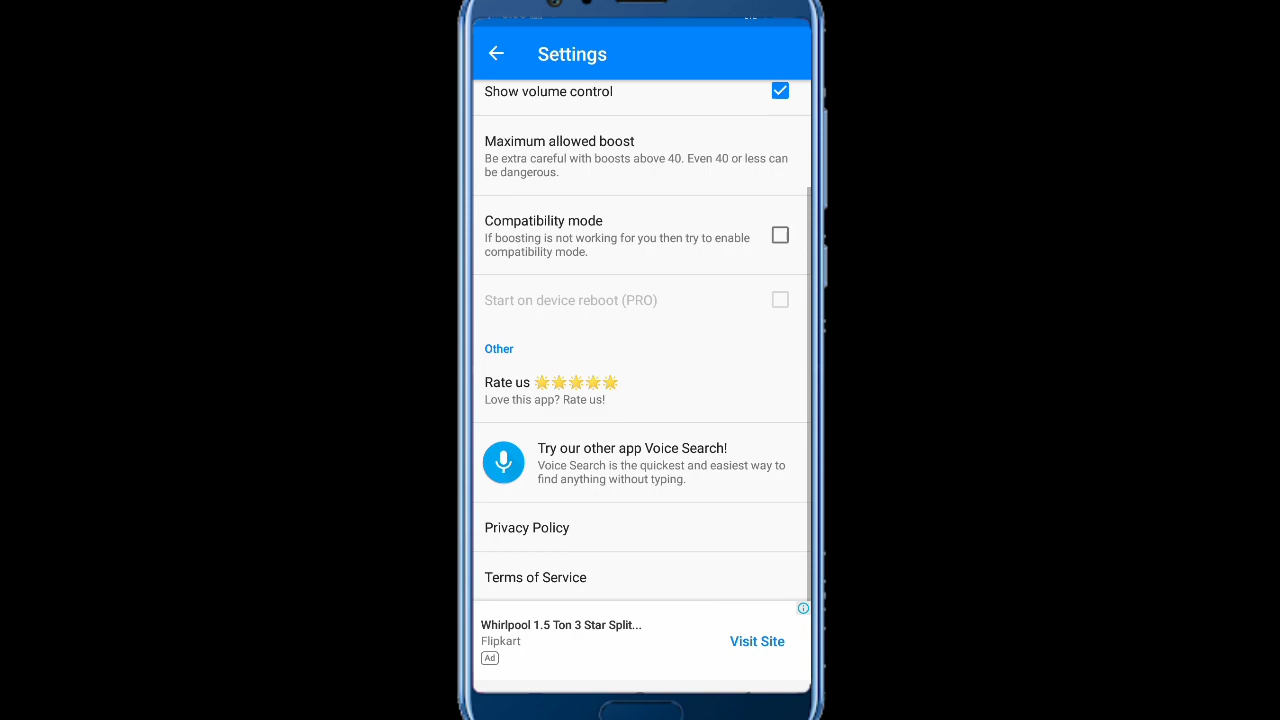 Settings
Show volume control
Maximum allowed boost
Be extra careful with boosts above 40. Even 40 or less can
be dangerous.
Compatibility mode
If boosting is not working for you then try to enable
compatibility mode.
Start on device reboot (PRO)
Other
Rate us 🌟🌟🌟🌟🌟
Love this app? Rate us!
Try our other app Voice Search!
Voice Search is the quickest and easiest way to
find anything without typing.
Privacy Policy
Terms of Service
Whirlpool 1.5 Ton 3 Star Split...
Flipkart
Visit Site
Ad